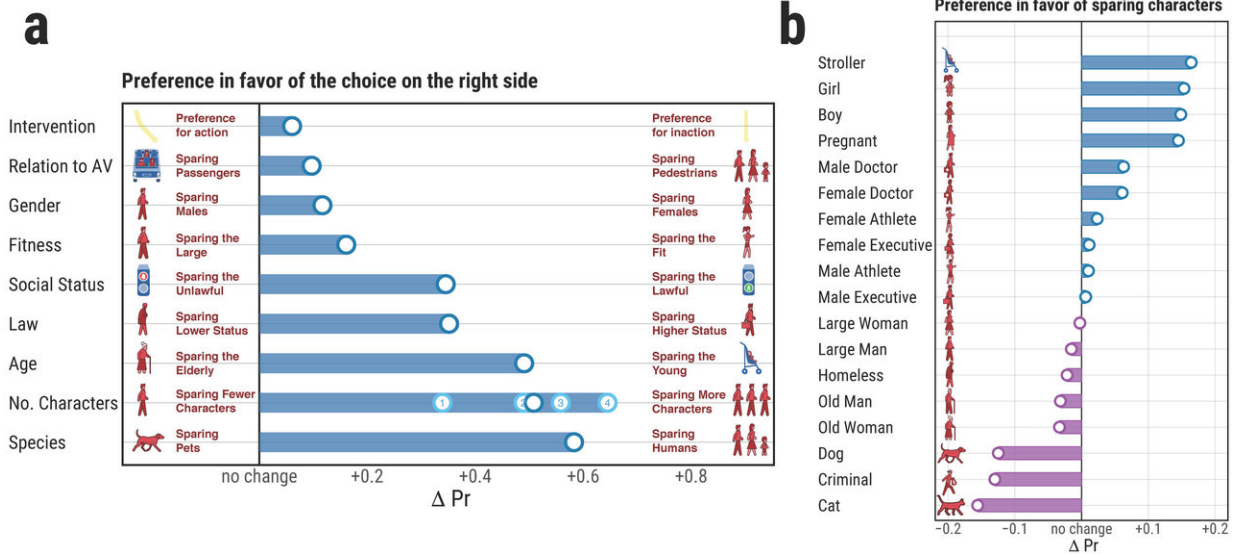 a
Preference in favor of the choice on the right side
Intervention
Preference
for action
Preference
for inaction
Relation to AV
Sparing
Passengers
Sparing
Pedestrians
Gender
Sparing
Males
Sparing
Females
Fitness
Sparing the
Large
Sparing the
Fit
Social Status
Sparing the
Unlawful
Sparing the
Lawful
Law
Sparing
Lower Status
Sparing
Higher Status
Age
Sparing the
Elderly
Sparing the
Young
No. Characters
Sparing Fewer
Characters
1 2 3 4
Sparing More
Characters
Species
Sparing
Pets
Sparing
Humans
no change +0.2 +0.4 +0.6 +0.8
Δ Pr
b
Preference in favor of sparing characters
Stroller
Girl
Boy
Pregnant
Male Doctor
Female Doctor
Female Athlete
Female Executive
Male Athlete
Male Executive
Large Woman
Large Man
Homeless
Old Man
Old Woman
Dog
Criminal
Cat
−0.2 −0.1 no change +0.1 +0.2
Δ Pr